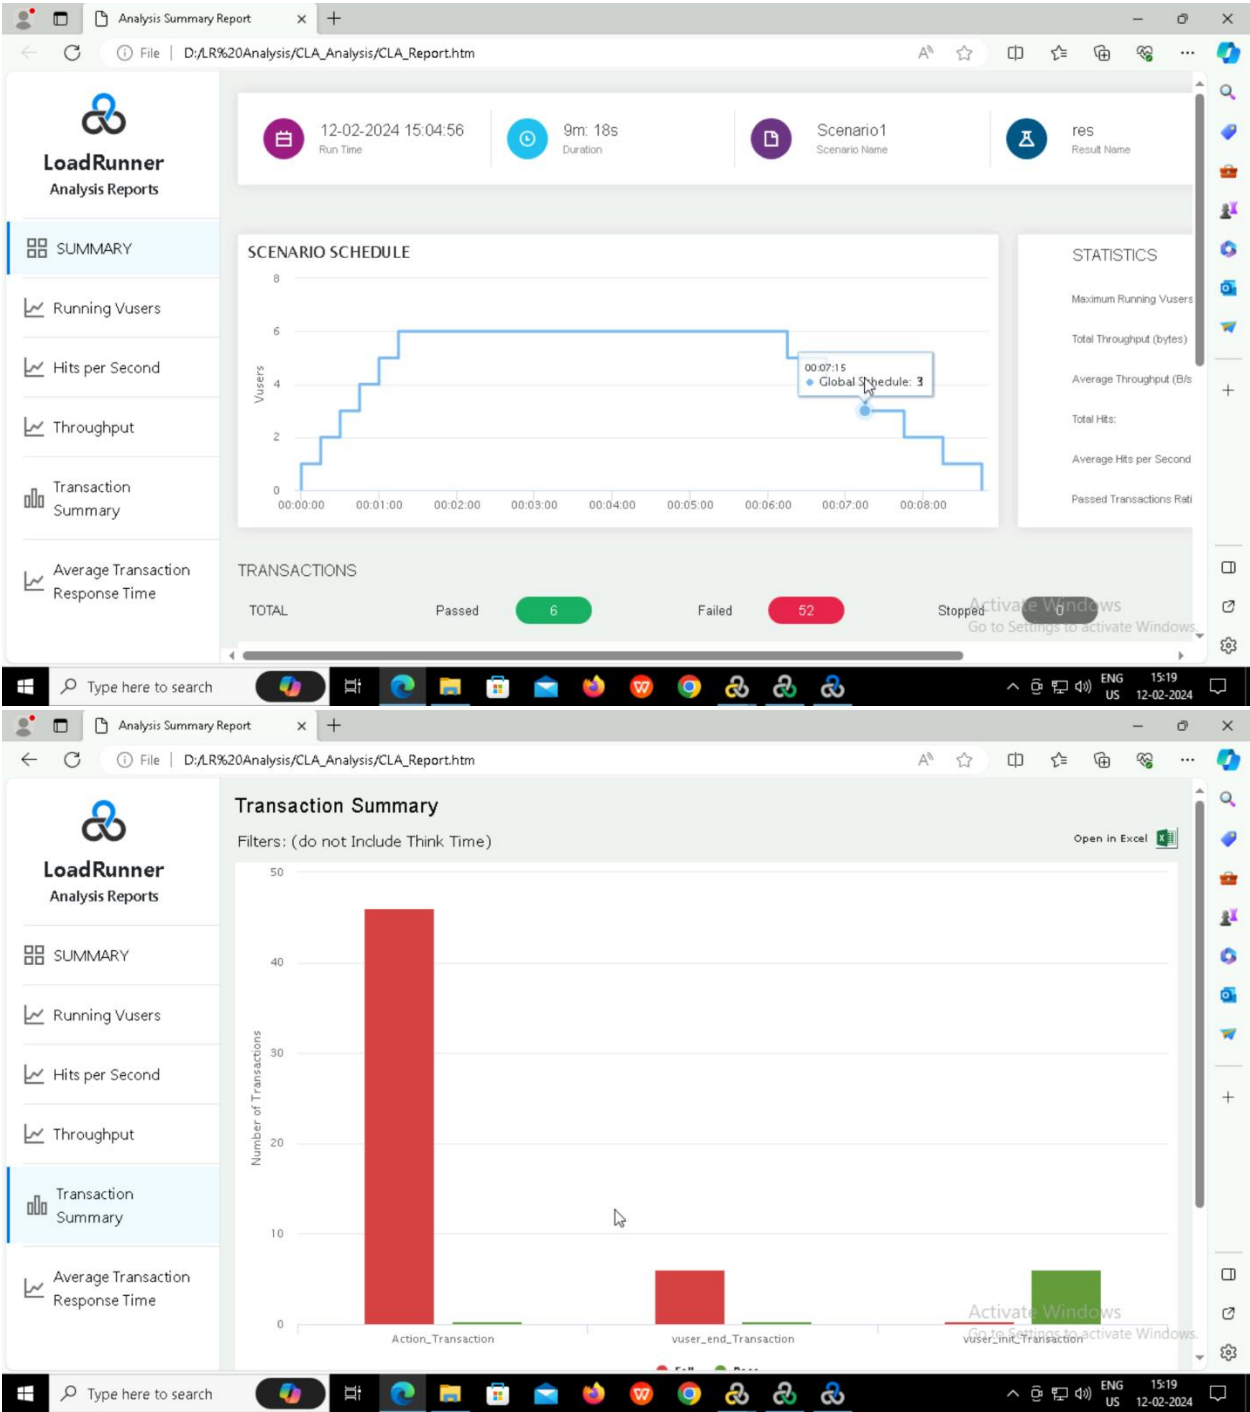 Analysis Summary Report
File | D:/LR%20Analysis/CLA_Analysis/CLA_Report.htm
LoadRunner
Analysis Reports
SUMMARY
Running Vusers
Hits per Second
Throughput
Transaction
Summary
Average Transaction
Response Time
12-02-2024 15:04:56
Run Time
9m: 18s
Duration
Scenario1
Scenario Name
res
Result Name
SCENARIO SCHEDULE
8
6
4
2
0
Vusers
00:00:00 00:01:00 00:02:00 00:03:00 00:04:00 00:05:00 00:06:00 00:07:00 00:08:00
00:07:15
Global Schedule: 3
STATISTICS
Maximum Running Vusers
Total Throughput (bytes)
Average Throughput (B/s
Total Hits:
Average Hits per Second
Passed Transactions Rati
TRANSACTIONS
TOTAL Passed 6 Failed 52 Stopped 0
Activate Windows
Go to Settings to activate Windows.
Type here to search
ENG
US
15:19
12-02-2024
Analysis Summary Report
File | D:/LR%20Analysis/CLA_Analysis/CLA_Report.htm
LoadRunner
Analysis Reports
SUMMARY
Running Vusers
Hits per Second
Throughput
Transaction
Summary
Average Transaction
Response Time
Transaction Summary
Filters: (do not Include Think Time)
Open in Excel
50
40
30
20
10
0
Number of Transactions
Action_Transaction vuser_end_Transaction vuser_init_Transaction
Activate Windows
Go to Settings to activate Windows.
Type here to search
ENG
US
15:19
12-02-2024